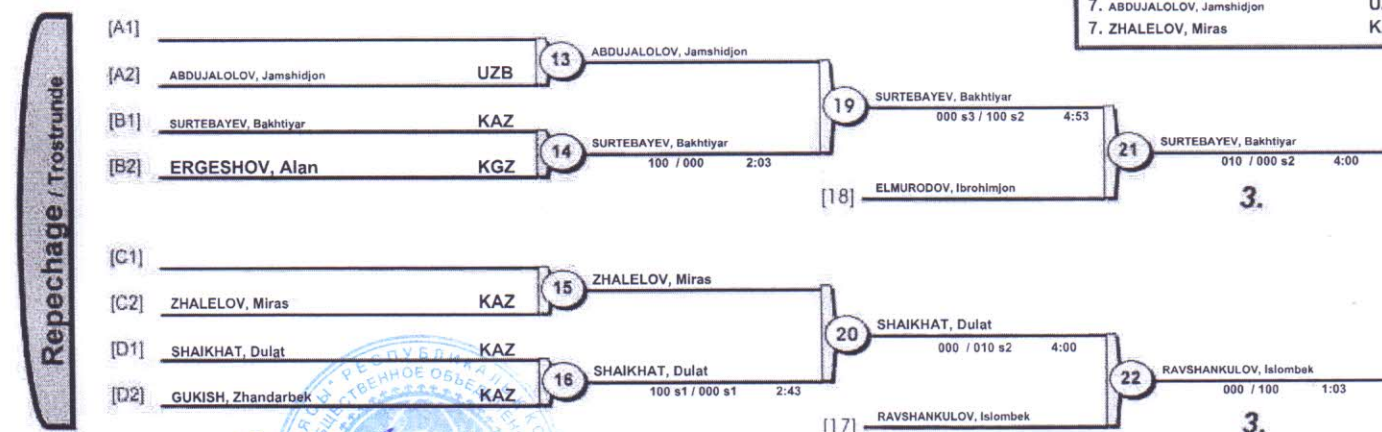 7. ABDUJALOLOV, Jamshidjon
7. ZHALELOV, Miras
Repechage / Trostrunde
[A1]
[A2] ABDUJALOLOV, Jamshidjon UZB
13 ABDUJALOLOV, Jamshidjon
[B1] SURTEBAYEV, Bakhtiyar KAZ
[B2] ERGESHOV, Alan KGZ
14 SURTEBAYEV, Bakhtiyar
100 / 000 2:03
19 SURTEBAYEV, Bakhtiyar
000 s3 / 100 s2 4:53
[18] ELMURODOV, Ibrohimjon
21 SURTEBAYEV, Bakhtiyar
010 / 000 s2 4:00
3.
[C1]
[C2] ZHALELOV, Miras KAZ
15 ZHALELOV, Miras
[D1] SHAIKHAT, Dulat KAZ
[D2] GUKISH, Zhandarbek KAZ
16 SHAIKHAT, Dulat
100 s1 / 000 s1 2:43
20 SHAIKHAT, Dulat
000 / 010 s2 4:00
[17] RAVSHANKULOV, Islombek
22 RAVSHANKULOV, Islombek
000 / 100 1:03
3.